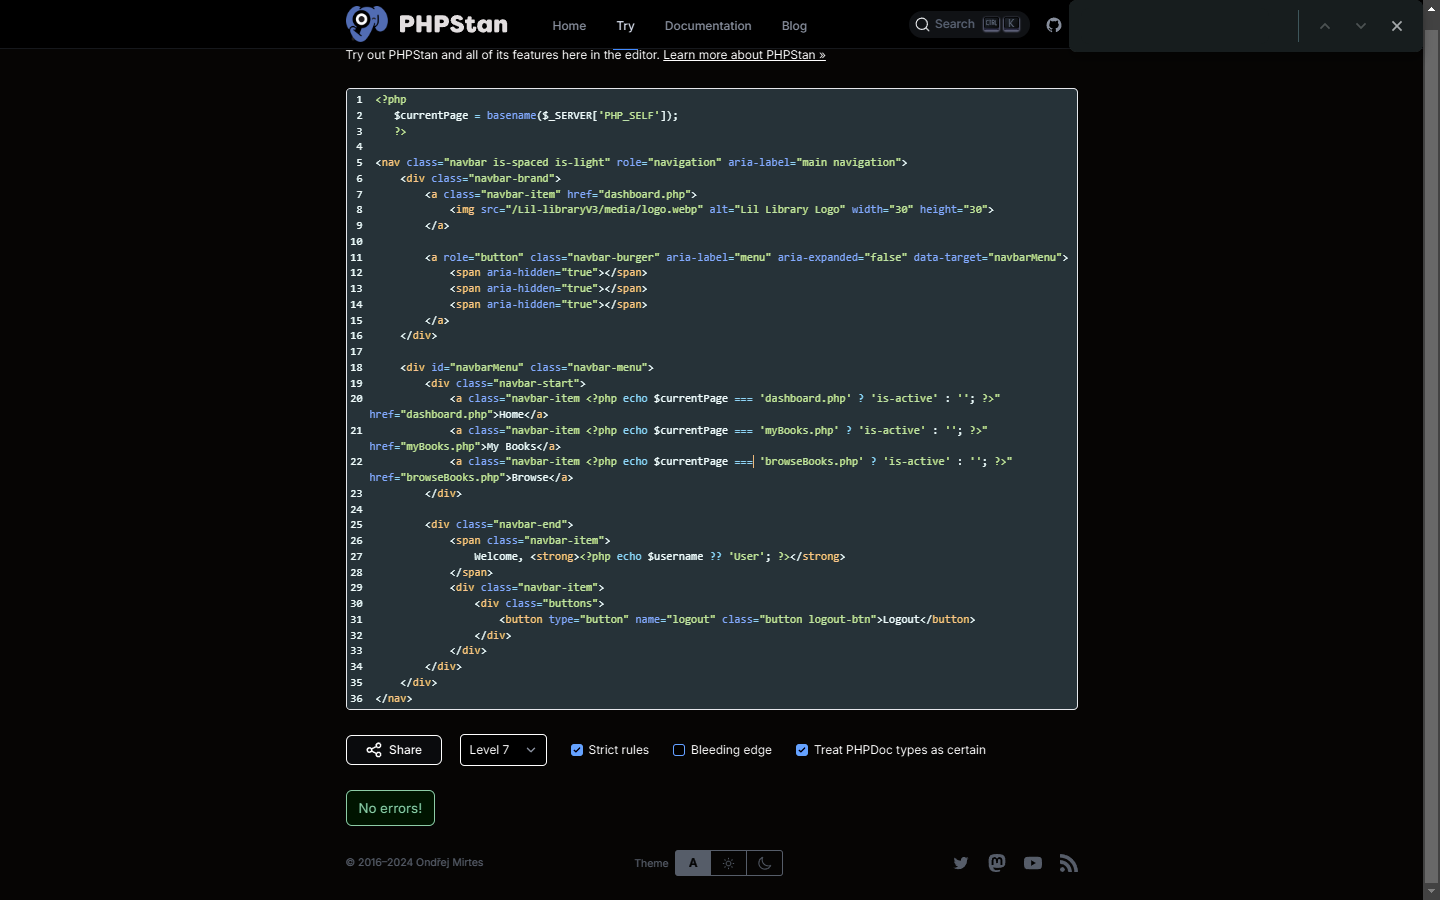 PHPStan
Home
Try
Documentation
Blog
Search CTRL K
Try out PHPStan and all of its features here in the editor. Learn more about PHPStan »
1 <?php
2    $currentPage = basename($_SERVER['PHP_SELF']);
3    ?>
4
5 <nav class="navbar is-spaced is-light" role="navigation" aria-label="main navigation">
6     <div class="navbar-brand">
7         <a class="navbar-item" href="dashboard.php">
8             <img src="/Lil-libraryV3/media/logo.webp" alt="Lil Library Logo" width="30" height="30">
9         </a>
10
11         <a role="button" class="navbar-burger" aria-label="menu" aria-expanded="false" data-target="navbarMenu">
12             <span aria-hidden="true"></span>
13             <span aria-hidden="true"></span>
14             <span aria-hidden="true"></span>
15         </a>
16     </div>
17
18     <div id="navbarMenu" class="navbar-menu">
19         <div class="navbar-start">
20             <a class="navbar-item <?php echo $currentPage === 'dashboard.php' ? 'is-active' : ''; ?>"
href="dashboard.php">Home</a>
21             <a class="navbar-item <?php echo $currentPage === 'myBooks.php' ? 'is-active' : ''; ?>"
href="myBooks.php">My Books</a>
22             <a class="navbar-item <?php echo $currentPage === 'browseBooks.php' ? 'is-active' : ''; ?>"
href="browseBooks.php">Browse</a>
23         </div>
24
25         <div class="navbar-end">
26             <span class="navbar-item">
27                 Welcome, <strong><?php echo $username ?? 'User'; ?></strong>
28             </span>
29             <div class="navbar-item">
30                 <div class="buttons">
31                     <button type="button" name="logout" class="button logout-btn">Logout</button>
32                 </div>
33             </div>
34         </div>
35     </div>
36 </nav>
Share
Level 7
Strict rules
Bleeding edge
Treat PHPDoc types as certain
No errors!
© 2016–2024 Ondřej Mirtes
Theme A